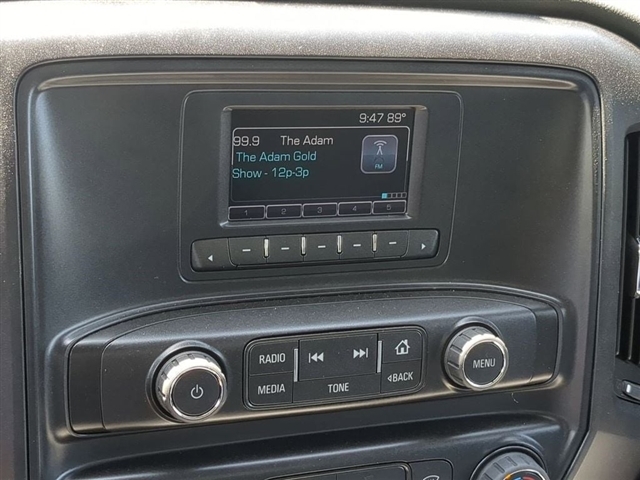 9:47 89°
99.9 The Adam
The Adam Gold
Show - 12p-3p
FM
1 2 3 4 5
RADIO
MEDIA
TONE
BACK
MENU